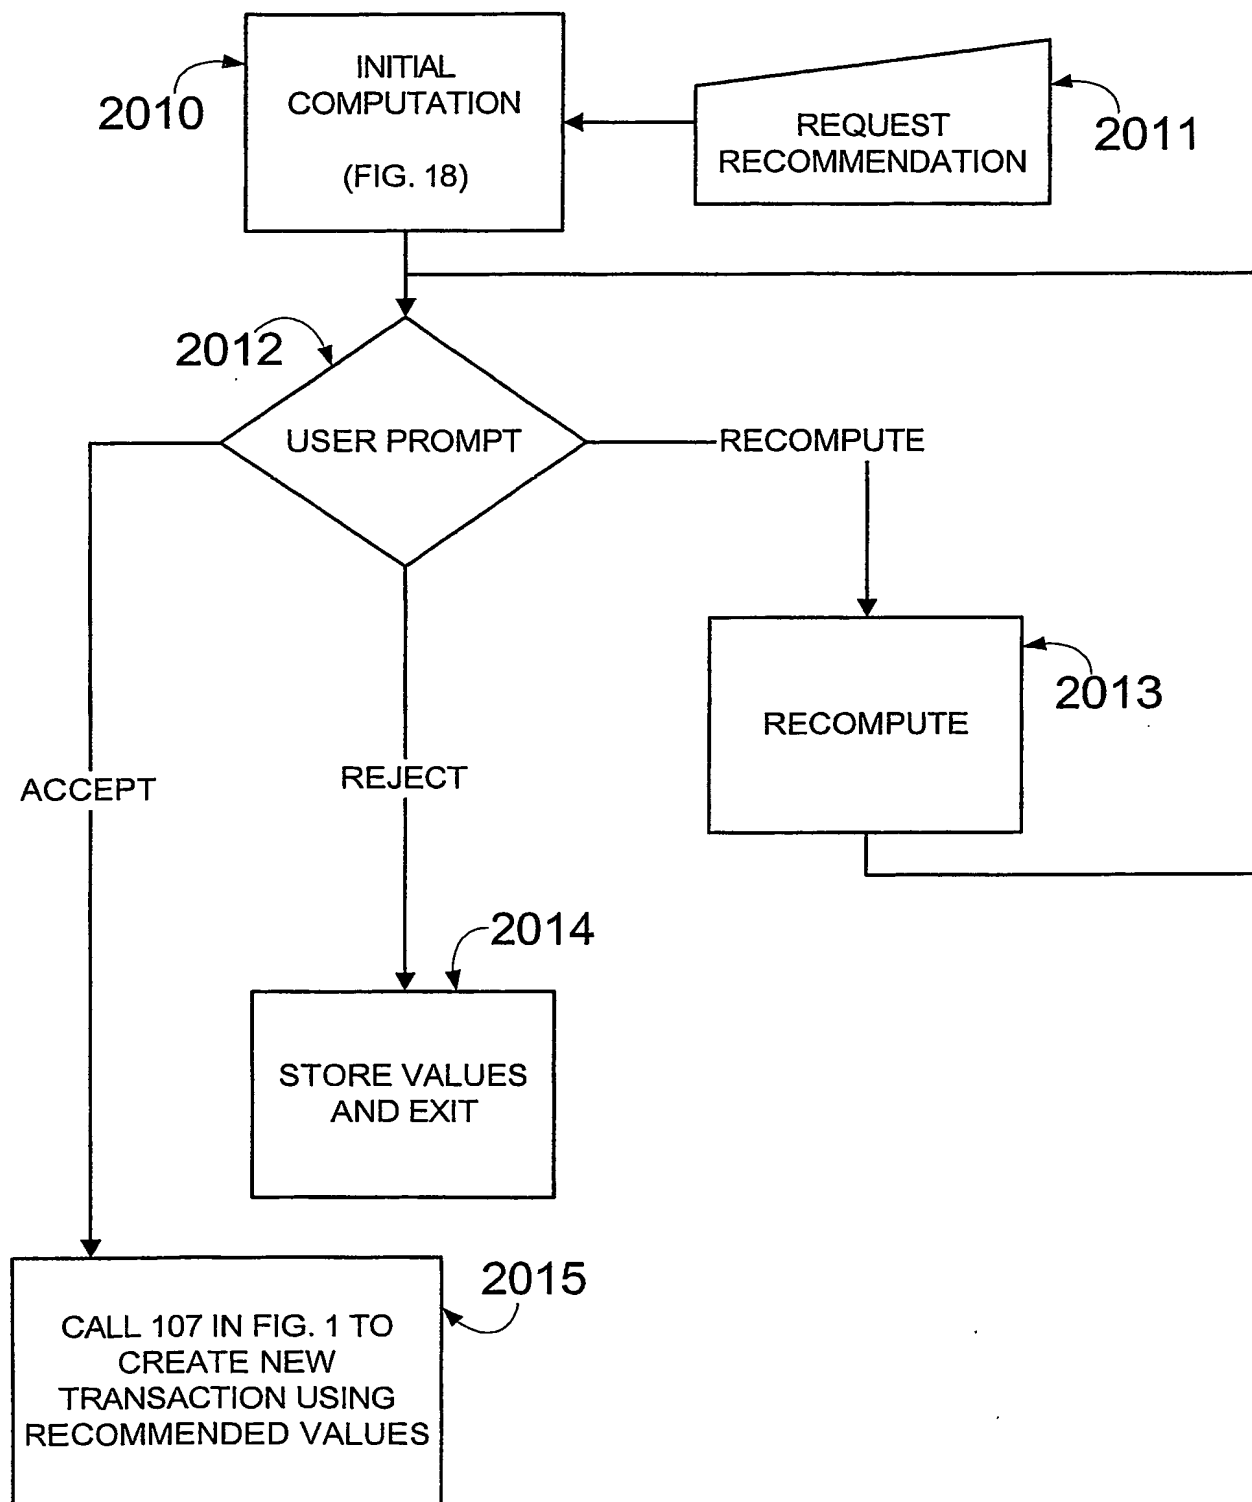 INITIAL
COMPUTATION
(FIG. 18)
2010
REQUEST
RECOMMENDATION
2011
2012
USER PROMPT
RECOMPUTE
RECOMPUTE
2013
ACCEPT
REJECT
2014
STORE VALUES
AND EXIT
2015
CALL 107 IN FIG. 1 TO
CREATE NEW
TRANSACTION USING
RECOMMENDED VALUES